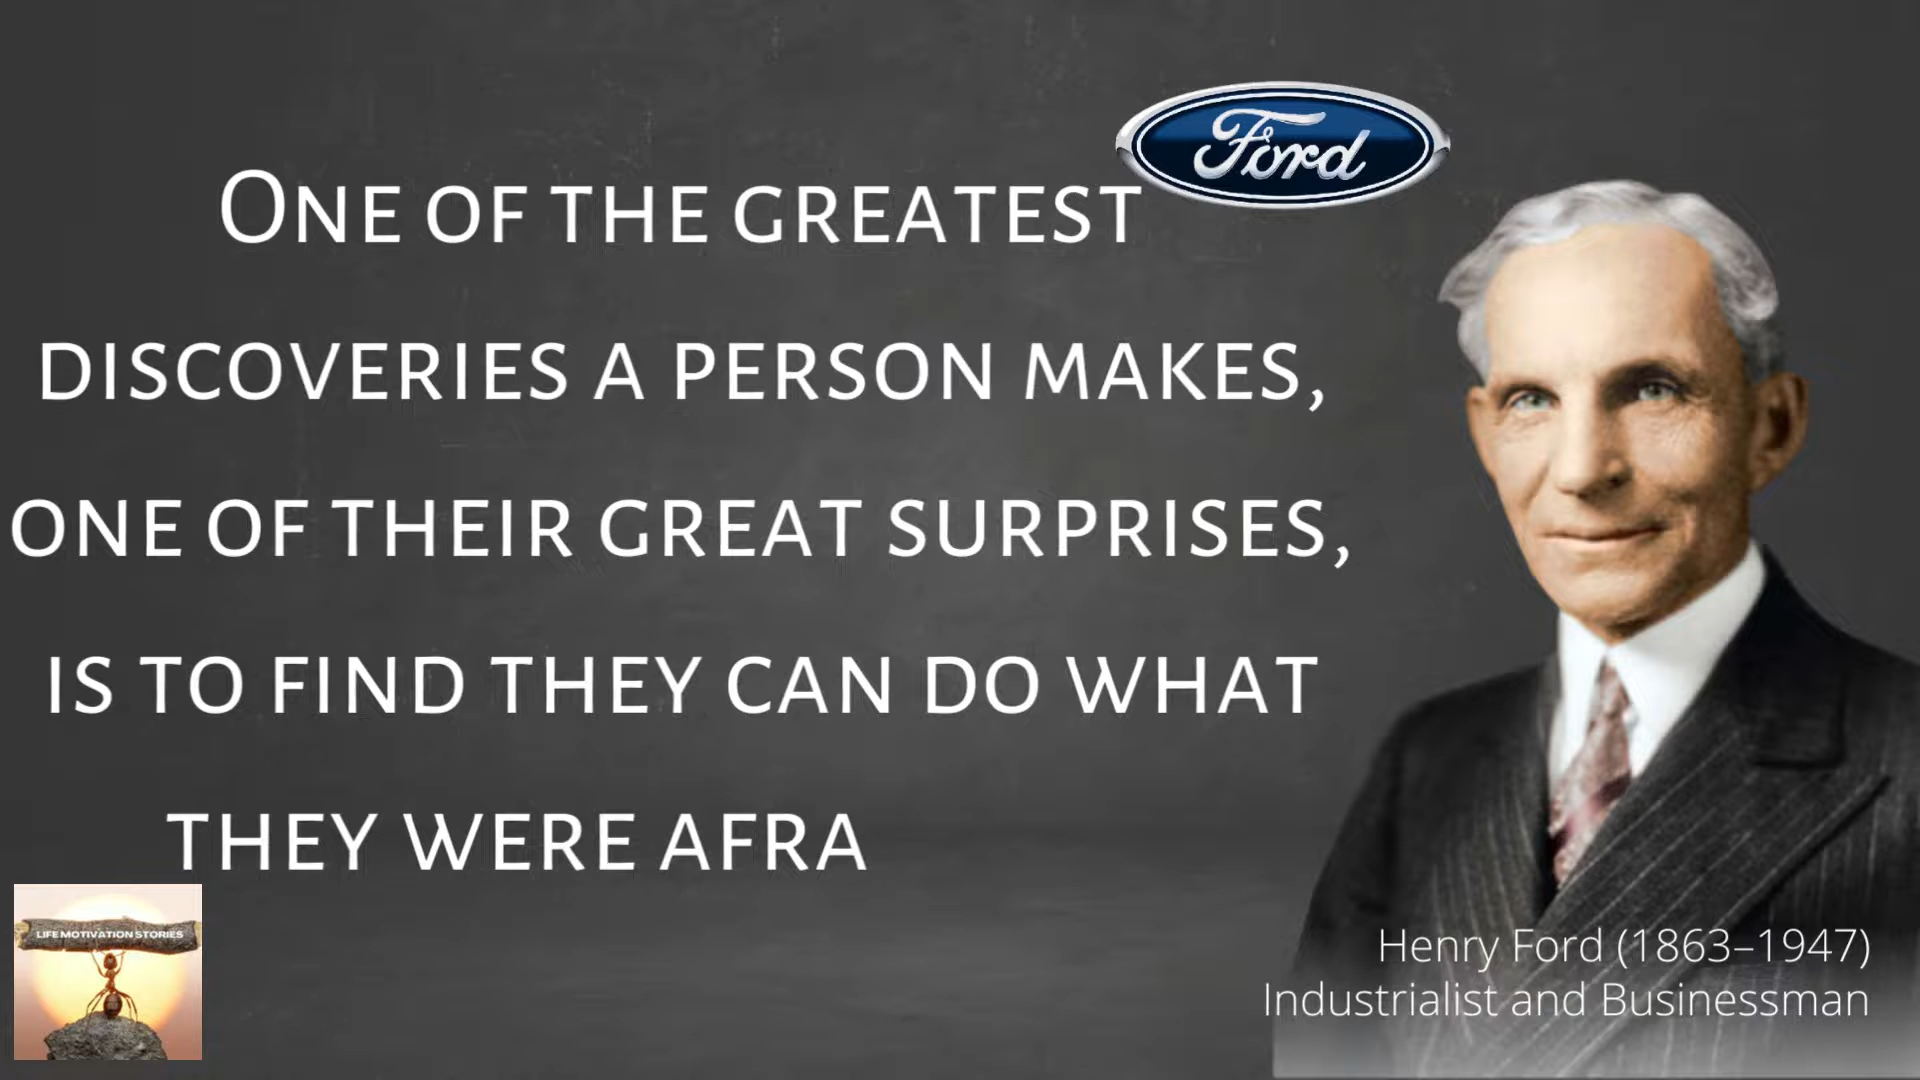 Ford
One of the greatest
discoveries a person makes,
one of their great surprises,
is to find they can do what
they were afra
LIFE MOTIVATION STORIES
Henry Ford (1863–1947)
Industrialist and Businessman